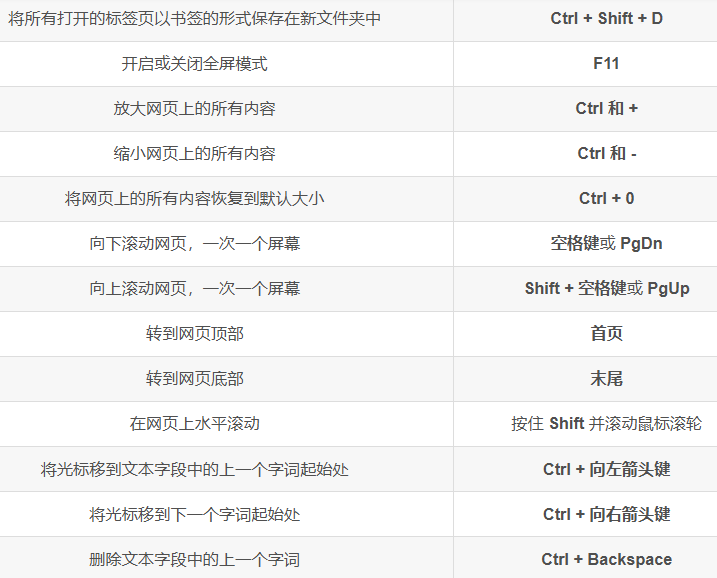 将所有打开的标签页以书签的形式保存在新文件夹中 Ctrl + Shift + D
开启或关闭全屏模式 F11
放大网页上的所有内容 Ctrl 和 +
缩小网页上的所有内容 Ctrl 和 -
将网页上的所有内容恢复到默认大小 Ctrl + 0
向下滚动网页，一次一个屏幕 空格键或 PgDn
向上滚动网页，一次一个屏幕 Shift + 空格键或 PgUp
转到网页顶部 首页
转到网页底部 末尾
在网页上水平滚动 按住 Shift 并滚动鼠标滚轮
将光标移到文本字段中的上一个字词起始处 Ctrl + 向左箭头键
将光标移到下一个字词起始处 Ctrl + 向右箭头键
删除文本字段中的上一个字词 Ctrl + Backspace